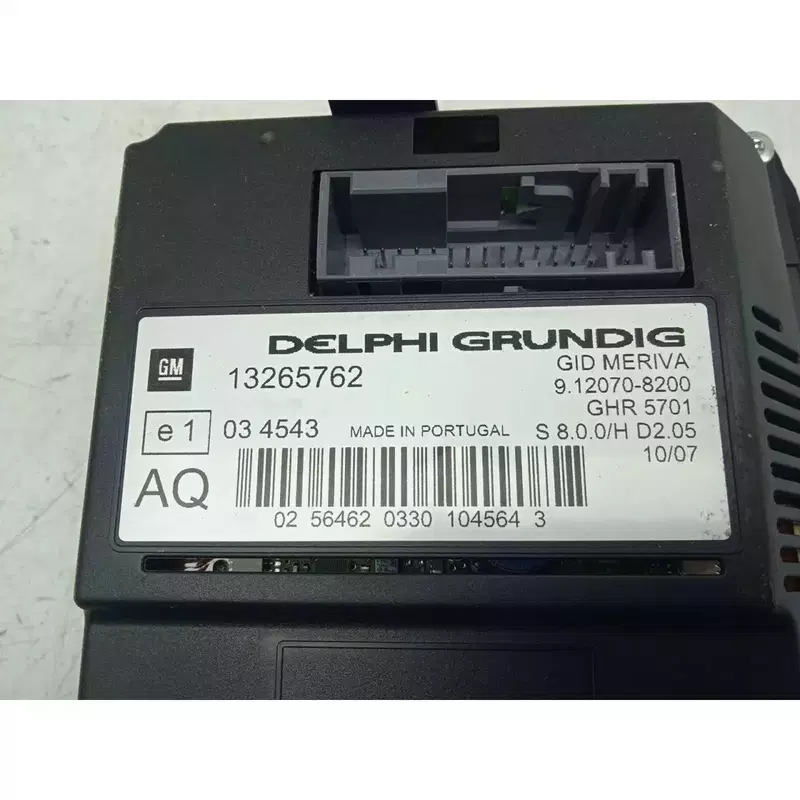 DELPHI GRUNDIG
GM
13265762
GID MERIVA
9.12070-8200
GHR 5701
e 1
03 4543
MADE IN PORTUGAL
S 8.0.0/H D2.05
10/07
AQ
02 56462 0330 104564 3